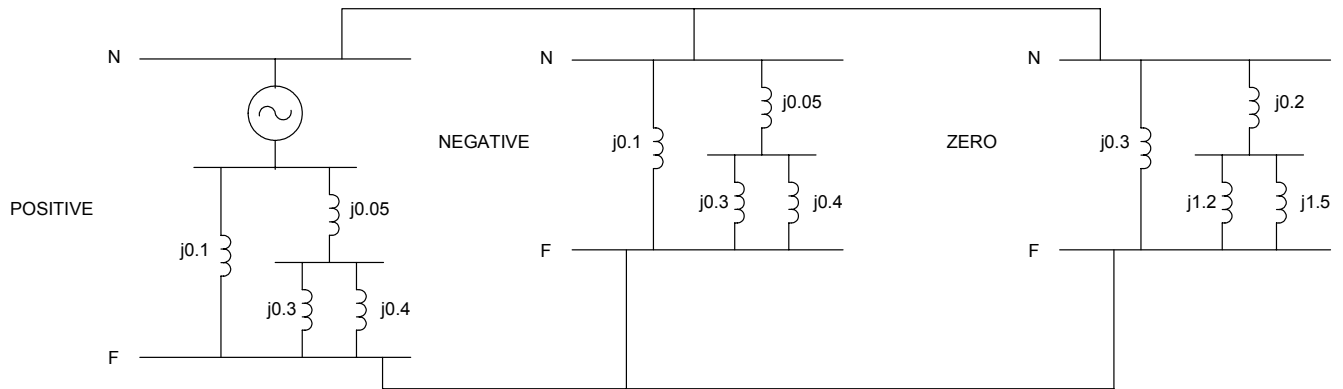 N
POSITIVE
j0.1
j0.05
j0.3
j0.4
F
NEGATIVE
N
j0.1
j0.05
j0.3
j0.4
F
ZERO
N
j0.3
j0.2
j1.2
j1.5
F